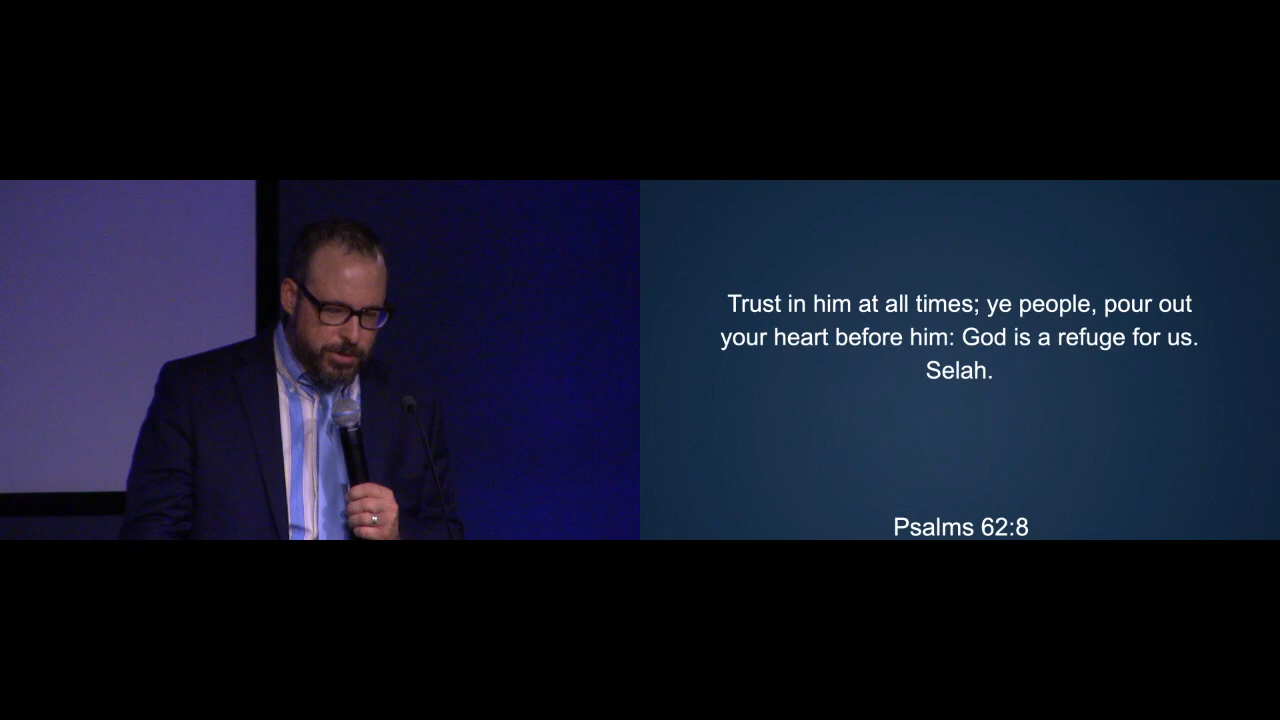 Trust in him at all times; ye people, pour out
your heart before him: God is a refuge for us.
Selah.
Psalms 62:8